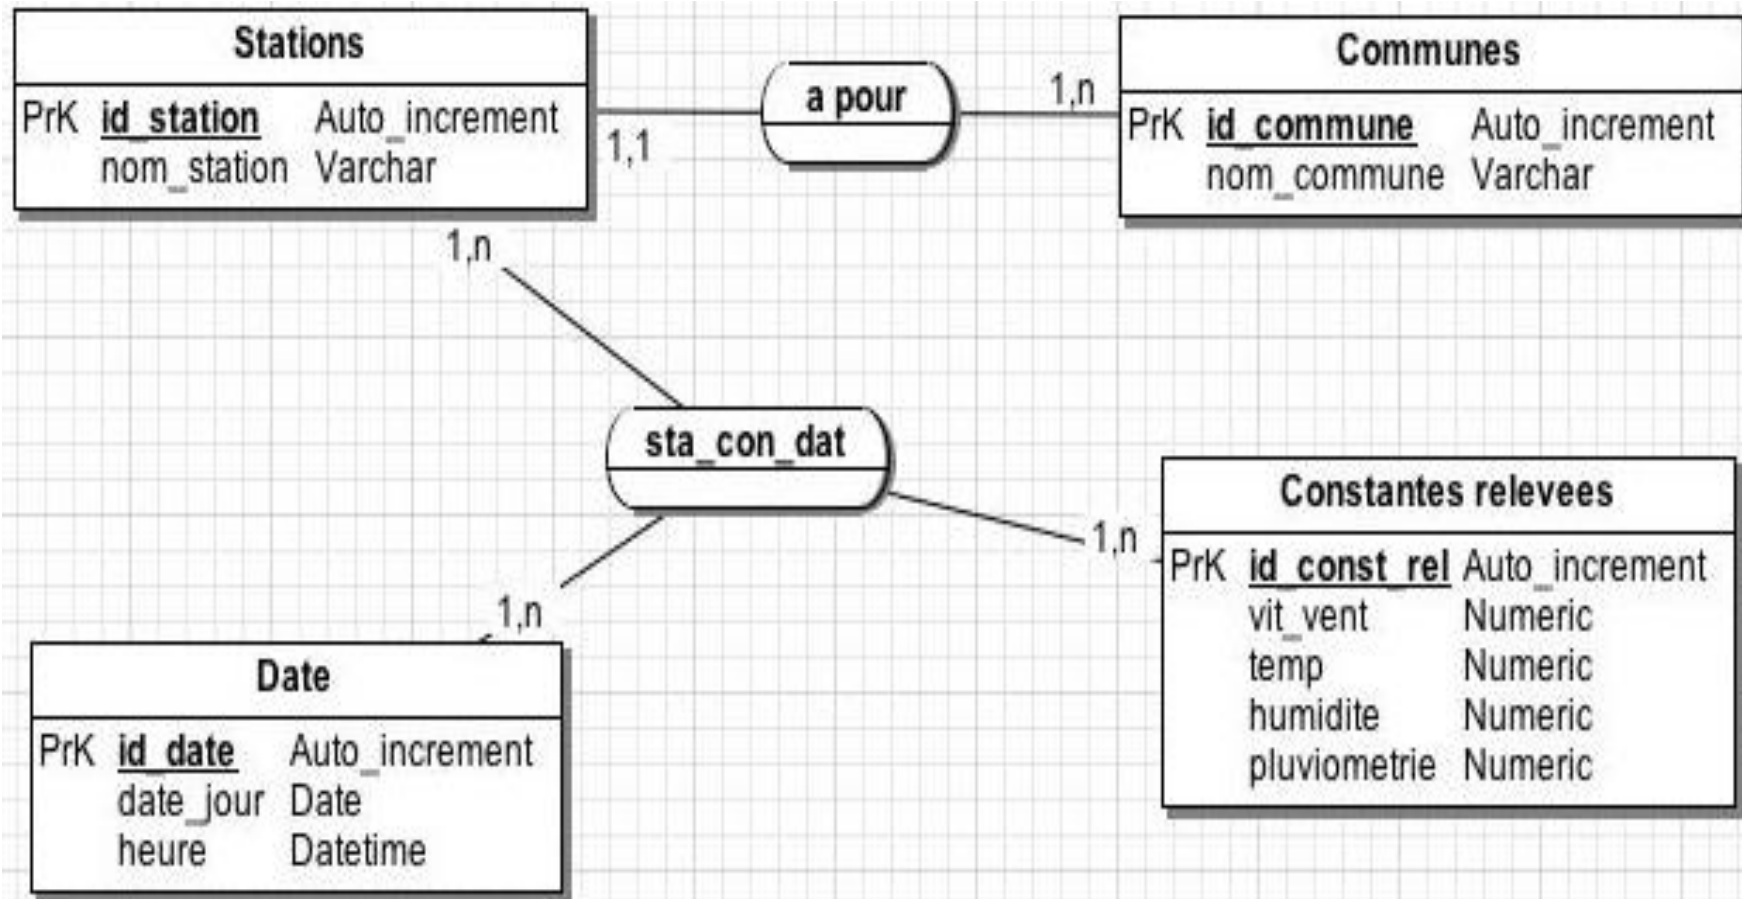 Stations
PrK id_station Auto_increment
nom_station Varchar
1,1
a pour
1,n
Communes
PrK id_commune Auto_increment
nom_commune Varchar
1,n
sta_con_dat
1,n
Constantes relevees
PrK id_const_rel Auto_increment
vit_vent Numeric
temp Numeric
humidite Numeric
pluviometrie Numeric
1,n
Date
PrK id_date Auto_increment
date_jour Date
heure Datetime